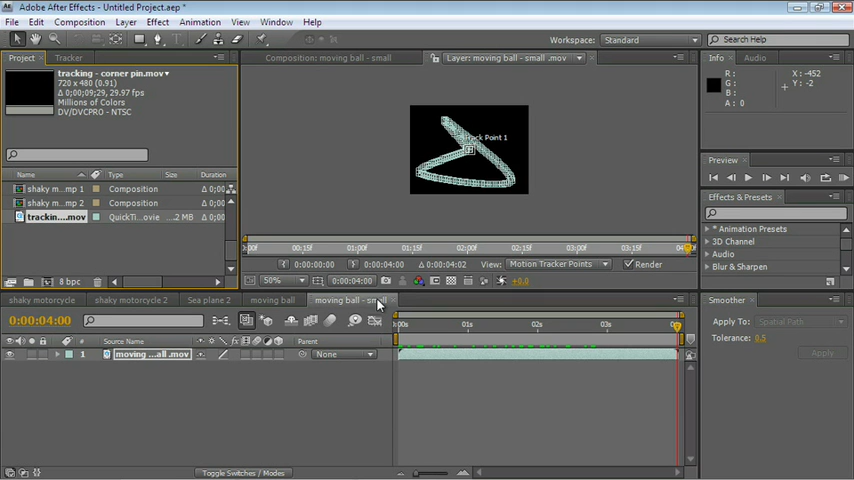 Adobe After Effects - Untitled Project.aep *
File Edit Composition Layer Effect Animation View Window Help
Workspace: Standard Search Help
Project Tracker Composition: moving ball - small Layer: moving ball - small .mov Info Audio
tracking - corner pin.mov
720 x 480 (0.91)
Δ 0;00;09;29, 29.97 fps
Millions of Colors
DV/DVCPRO - NTSC
R: X: -452
G: Y: -2
B:
A: 0
Track Point 1
Preview
Name Type Size Duration
shaky m...mp 1 Composition Δ 0;00
shaky m...mp 2 Composition Δ 0;00
trackin....mov QuickTi...ovie ...2 MB Δ 0;00
Effects & Presets
* Animation Presets
3D Channel
Audio
Blur & Sharpen
:00f 00:15f 01:00f 01:15f 02:00f 02:15f 03:00f 03:15f 04:00f
0:00:00:00 0:00:04:00 Δ 0:00:04:02 View: Motion Tracker Points Render
8 bpc 50% 0:00:04:00 +0.0
shaky motorcycle shaky motorcycle 2 Sea plane 2 moving ball moving ball - small Smoother
0:00:04:00
:00s 01s 02s 03s
Apply To: Spatial Path
Tolerance: 0.5
Apply
# Source Name Parent
1 moving ...all .mov None
Toggle Switches / Modes